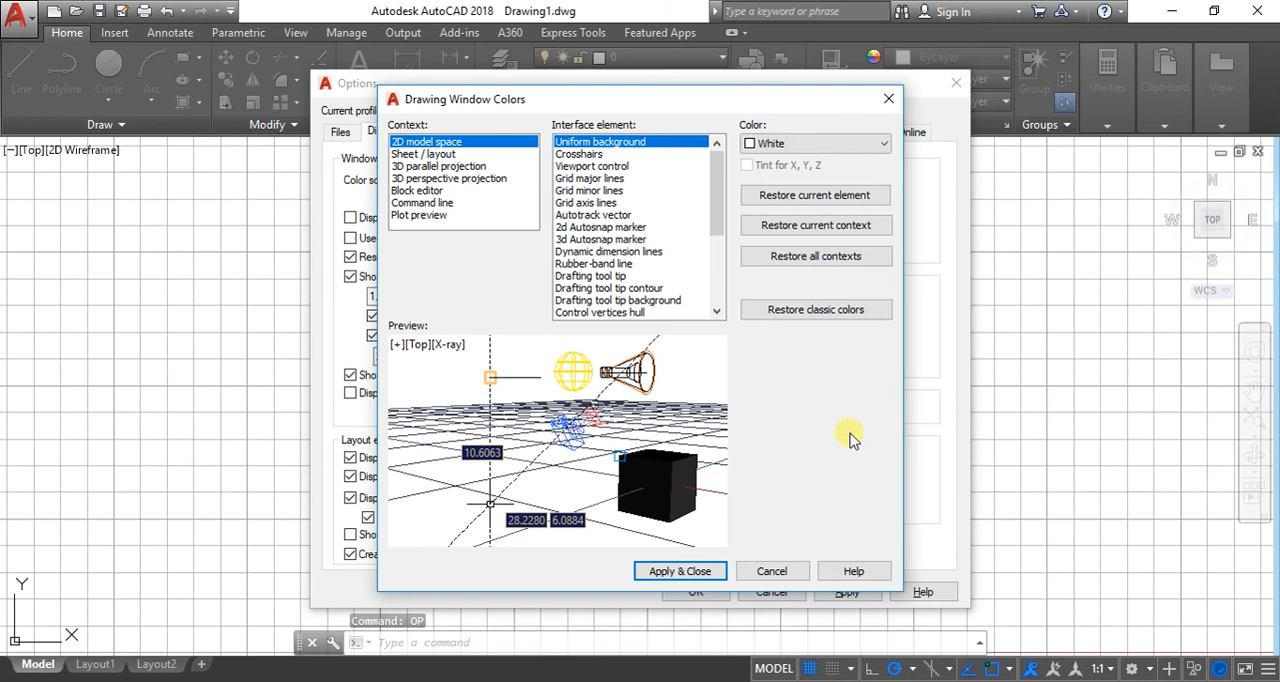 Autodesk AutoCAD 2018 Drawing1.dwg
Type a keyword or phrase
Sign In
Home Insert Annotate Parametric View Manage Output Add-ins A360 Express Tools Featured Apps
Line Polyline Circle Arc
0
ByLayer
Group Utilities Clipboard View
Draw
Modify
Groups
[−][Top][2D Wireframe]
Options
Current profile
Files
Online
Layout e
OK Cancel Apply Help
Drawing Window Colors
Context:
2D model space
Sheet / layout
3D parallel projection
3D perspective projection
Block editor
Command line
Plot preview
Interface element:
Uniform background
Crosshairs
Viewport control
Grid major lines
Grid minor lines
Grid axis lines
Autotrack vector
2d Autosnap marker
3d Autosnap marker
Dynamic dimension lines
Rubber-band line
Drafting tool tip
Drafting tool tip contour
Drafting tool tip background
Control vertices hull
Color:
White
Tint for X, Y, Z
Restore current element
Restore current context
Restore all contexts
Restore classic colors
Preview:
[+][Top][X-ray]
10.6063
28.2280 6.0884
Apply & Close Cancel Help
N
W TOP E
S
WCS
Y
X
Command: OP
Type a command
Model Layout1 Layout2 +
MODEL
1:1